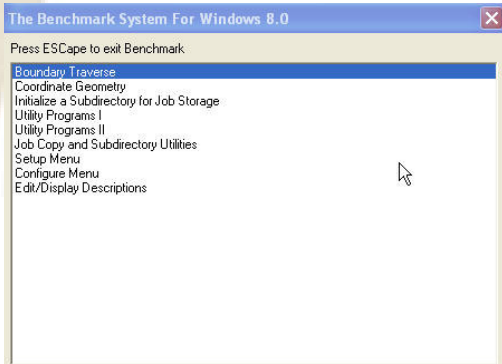 The Benchmark System For Windows 8.0
Press ESCape to exit Benchmark
Boundary Traverse
Coordinate Geometry
Initialize a Subdirectory for Job Storage
Utility Programs I
Utility Programs II
Job Copy and Subdirectory Utilities
Setup Menu
Configure Menu
Edit/Display Descriptions